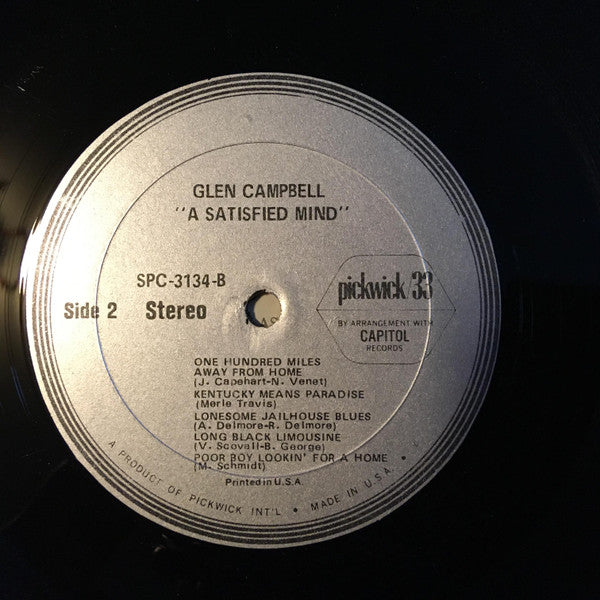 GLEN CAMPBELL
"A SATISFIED MIND"
SPC-3134-B
Side 2 Stereo
pickwick/33
BY ARRANGEMENT WITH
CAPITOL
RECORDS
ONE HUNDRED MILES
AWAY FROM HOME
(J. Capehart-N. Venet)
KENTUCKY MEANS PARADISE
(Merle Travis)
LONESOME JAILHOUSE BLUES
(A. Delmore-R. Delmore)
LONG BLACK LIMOUSINE
(V. Scovall-B. George)
POOR BOY LOOKIN' FOR A HOME
(M. Schmidt)
Printed in U.S.A.
A PRODUCT OF PICKWICK INT'L • MADE IN U.S.A.